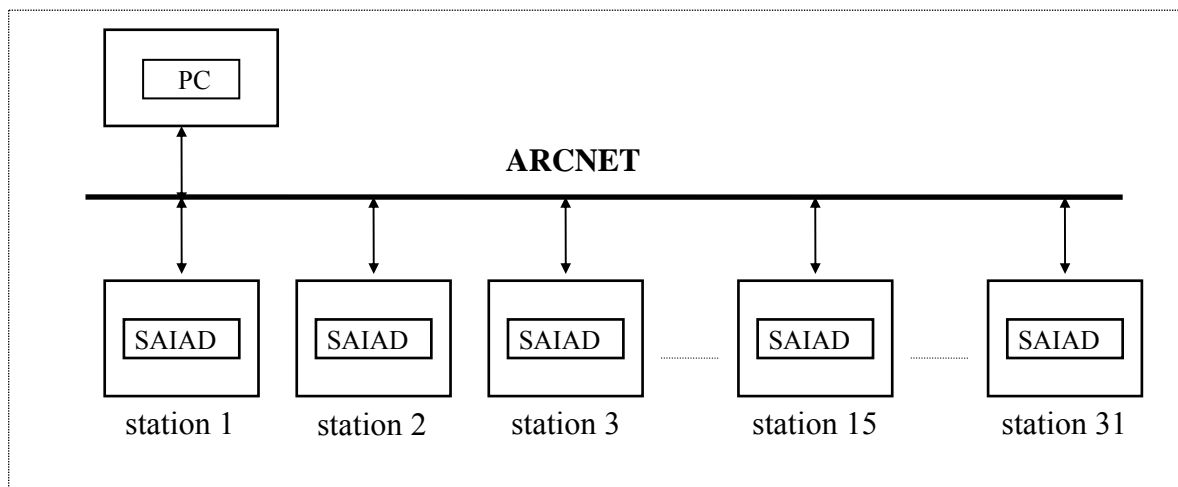 PC
ARCNET
SAIAD SAIAD SAIAD SAIAD SAIAD
station 1 station 2 station 3 station 15 station 31